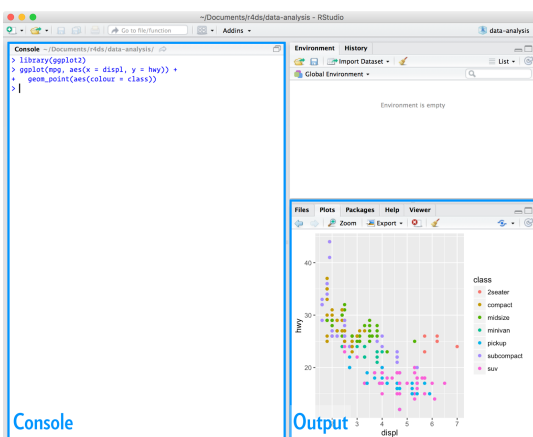 ~/Documents/r4ds/data-analysis - RStudio
Go to file/function
Addins
data-analysis
Console ~/Documents/r4ds/data-analysis/
> library(ggplot2)
> ggplot(mpg, aes(x = displ, y = hwy)) +
+   geom_point(aes(colour = class))
>
Console
Environment History
Import Dataset
List
Global Environment
Environment is empty
Files Plots Packages Help Viewer
Zoom Export
40
30
20
hwy
3 4 5 6 7
displ
class
2seater
compact
midsize
minivan
pickup
subcompact
suv
Output